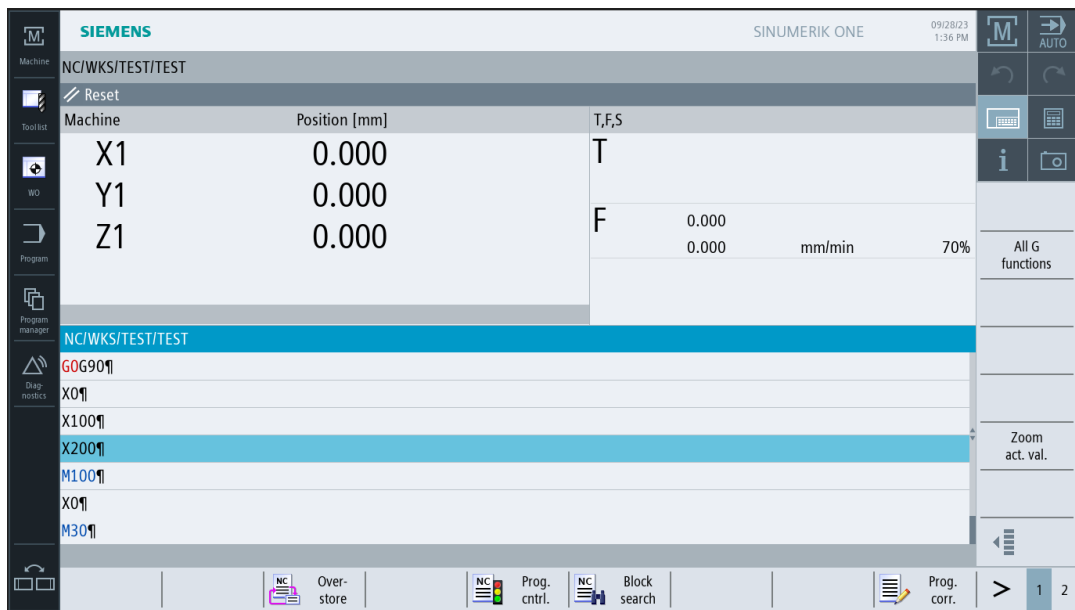 SIEMENS
SINUMERIK ONE
09/28/23
1:36 PM
M
AUTO
M
Machine
Tool list
WO
Program
Program
manager
Diag-
nostics
NC/WKS/TEST/TEST
Reset
Machine Position [mm] T,F,S
X1 0.000
Y1 0.000
Z1 0.000
T
F 0.000
0.000 mm/min 70%
i
All G
functions
Zoom
act. val.
NC/WKS/TEST/TEST
G0G90¶
X0¶
X100¶
X200¶
M100¶
X0¶
M30¶
NC
Over-
store
NC
Prog.
cntrl.
NC
Block
search
Prog.
corr.
> 1 2